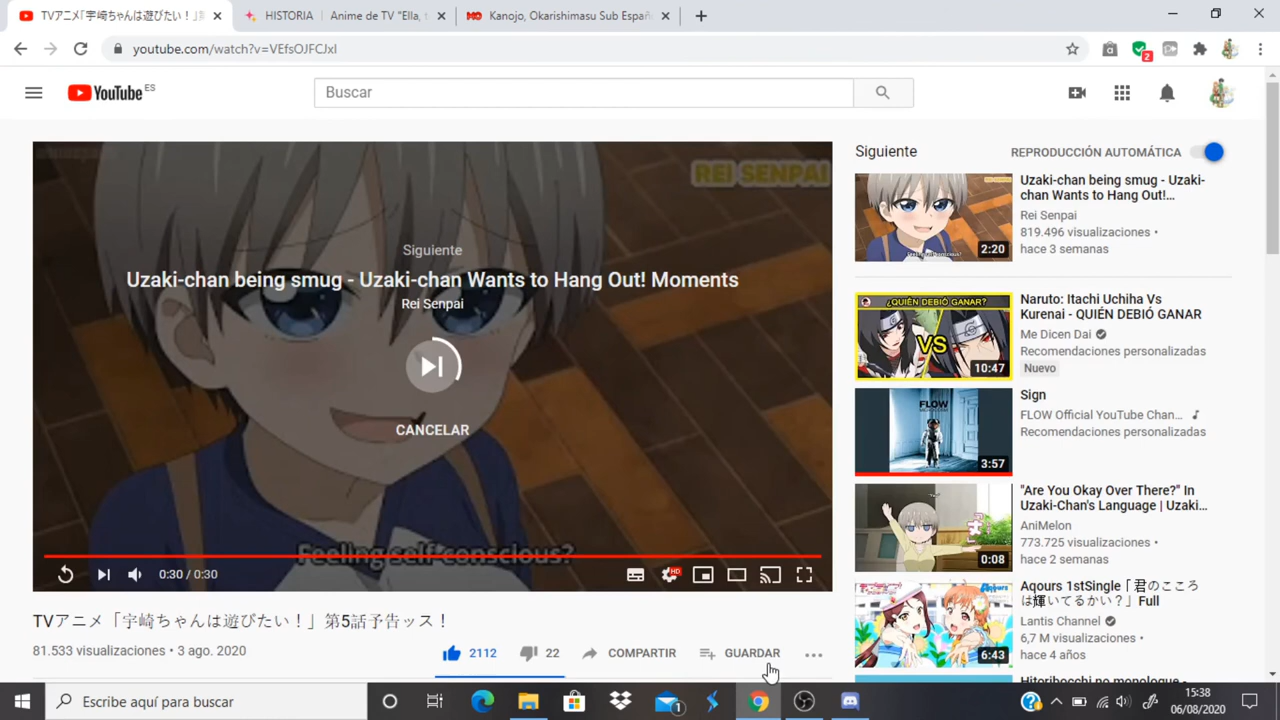 TVアニメ「宇崎ちゃんは遊びたい！」第
HISTORIA | Anime de TV "Ella, t
Kanojo, Okarishimasu Sub Españo
youtube.com/watch?v=VEfsOJFCJxI
2
YouTube ES
Buscar
REI SENPAI
Siguiente
Uzaki-chan being smug - Uzaki-chan Wants to Hang Out! Moments
Rei Senpai
CANCELAR
Feeling self conscious?
0:30 / 0:30
HD
TVアニメ「宇崎ちゃんは遊びたい！」第5話予告ッス！
81.533 visualizaciones • 3 ago. 2020
2112
22
COMPARTIR
GUARDAR
Siguiente
REPRODUCCIÓN AUTOMÁTICA
2:20
Uzaki-chan being smug - Uzaki-
chan Wants to Hang Out!...
Rei Senpai
819.496 visualizaciones •
hace 3 semanas
¿QUIÉN DEBIÓ GANAR?
VS
10:47
Naruto: Itachi Uchiha Vs
Kurenai - QUIÉN DEBIÓ GANAR
Me Dicen Dai
Recomendaciones personalizadas
Nuevo
FLOW
3:57
Sign
FLOW Official YouTube Chan...
Recomendaciones personalizadas
0:08
"Are You Okay Over There?" In
Uzaki-Chan's Language | Uzaki...
AniMelon
773.725 visualizaciones •
hace 2 semanas
Aqours
6:43
Aqours 1stSingle「君のこころ
は輝いてるかい？」Full
Lantis Channel
6,7 M visualizaciones •
hace 4 años
Hitoribocchi no monologue -
Escribe aquí para buscar
1
15:38
06/08/2020